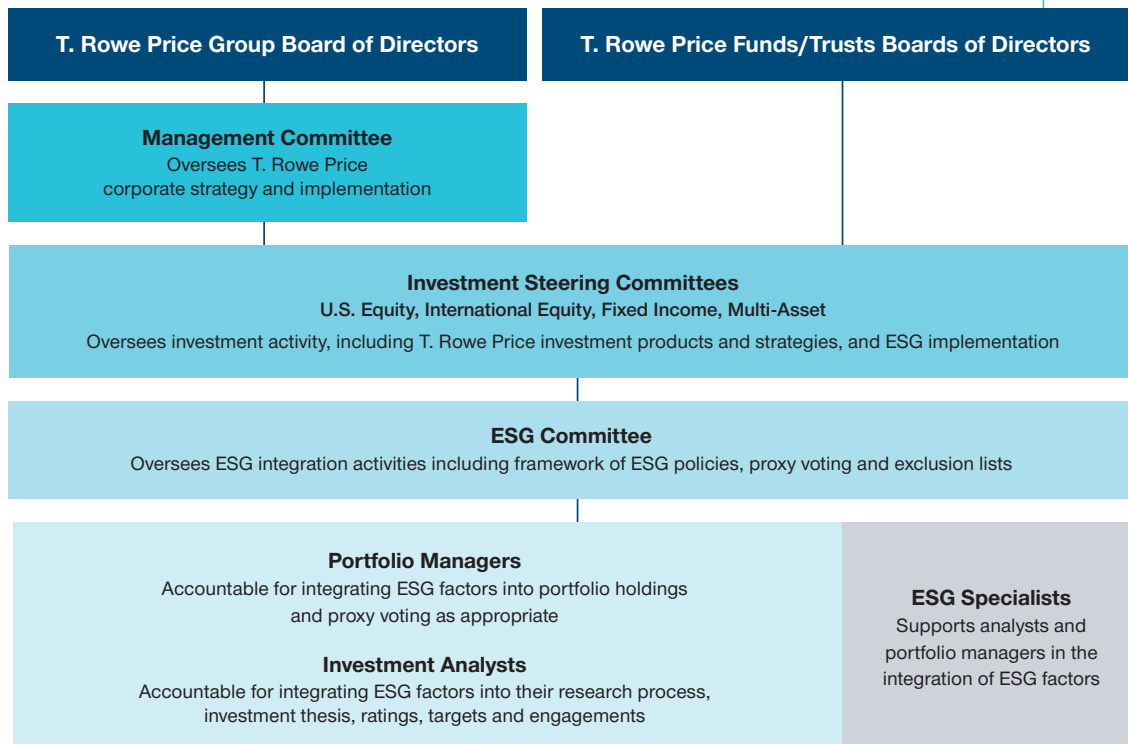 T. Rowe Price Group Board of Directors
T. Rowe Price Funds/Trusts Boards of Directors
Management Committee
Oversees T. Rowe Price
corporate strategy and implementation
Investment Steering Committees
U.S. Equity, International Equity, Fixed Income, Multi-Asset
Oversees investment activity, including T. Rowe Price investment products and strategies, and ESG implementation
ESG Committee
Oversees ESG integration activities including framework of ESG policies, proxy voting and exclusion lists
Portfolio Managers
Accountable for integrating ESG factors into portfolio holdings
and proxy voting as appropriate
Investment Analysts
Accountable for integrating ESG factors into their research process,
investment thesis, ratings, targets and engagements
ESG Specialists
Supports analysts and
portfolio managers in the
integration of ESG factors